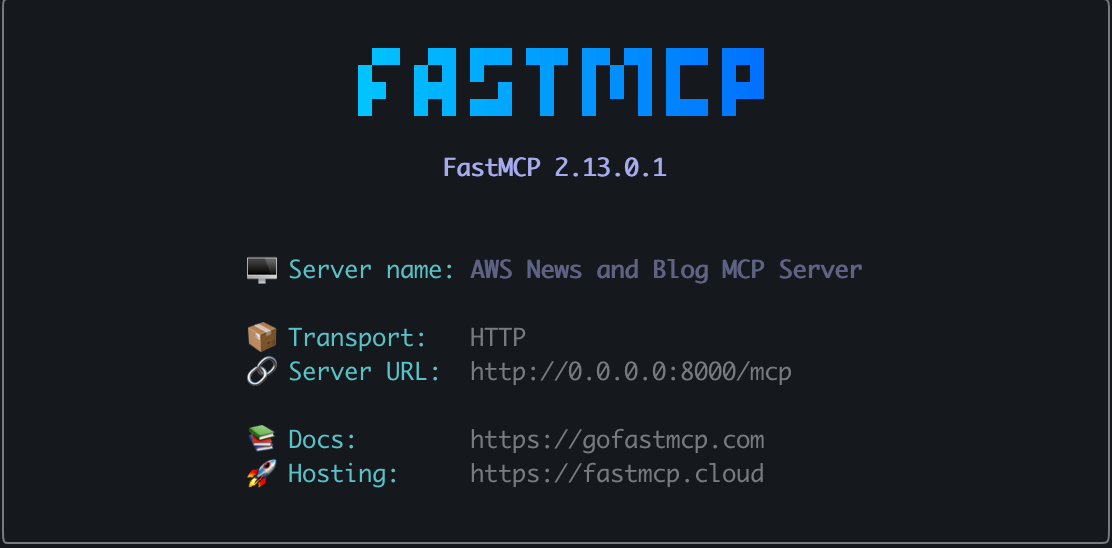 FASTMCP
FastMCP 2.13.0.1
Server name: AWS News and Blog MCP Server
Transport: HTTP
Server URL: http://0.0.0.0:8000/mcp
Docs: https://gofastmcp.com
Hosting: https://fastmcp.cloud